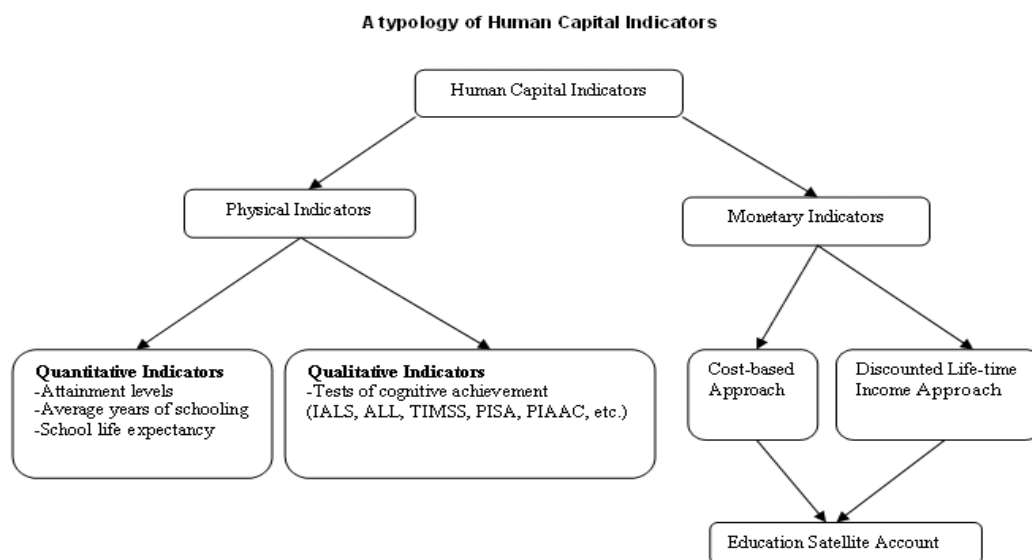 A typology of Human Capital Indicators
Human Capital Indicators
Physical Indicators
Monetary Indicators
Quantitative Indicators
-Attainment levels
-Average years of schooling
-School life expectancy
Qualitative Indicators
-Tests of cognitive achievement
(IALS, ALL, TIMSS, PISA, PIAAC, etc.)
Cost-based
Approach
Discounted Life-time
Income Approach
Education Satellite Account